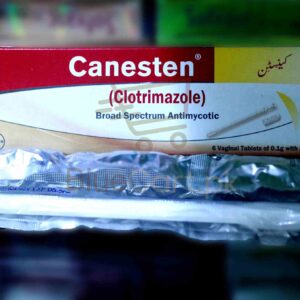 Canesten®
کینسٹن
(Clotrimazole)
Broad Spectrum Antimycotic
6 Vaginal Tablets of 0.1g with